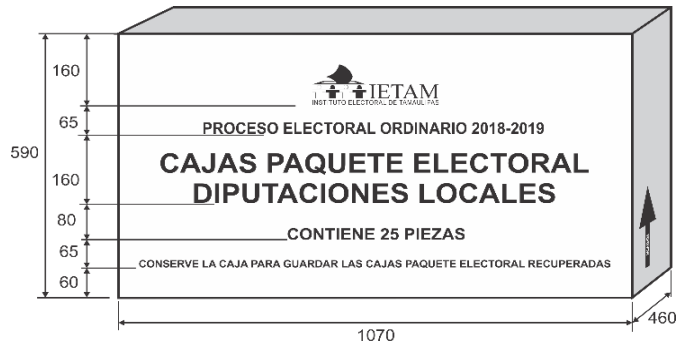 160
65
590
160
80
65
60
IETAM
INSTITUTO ELECTORAL DE TAMAULIPAS
PROCESO ELECTORAL ORDINARIO 2018-2019
CAJAS PAQUETE ELECTORAL
DIPUTACIONES LOCALES
CONTIENE 25 PIEZAS
CONSERVE LA CAJA PARA GUARDAR LAS CAJAS PAQUETE ELECTORAL RECUPERADAS
460
1070